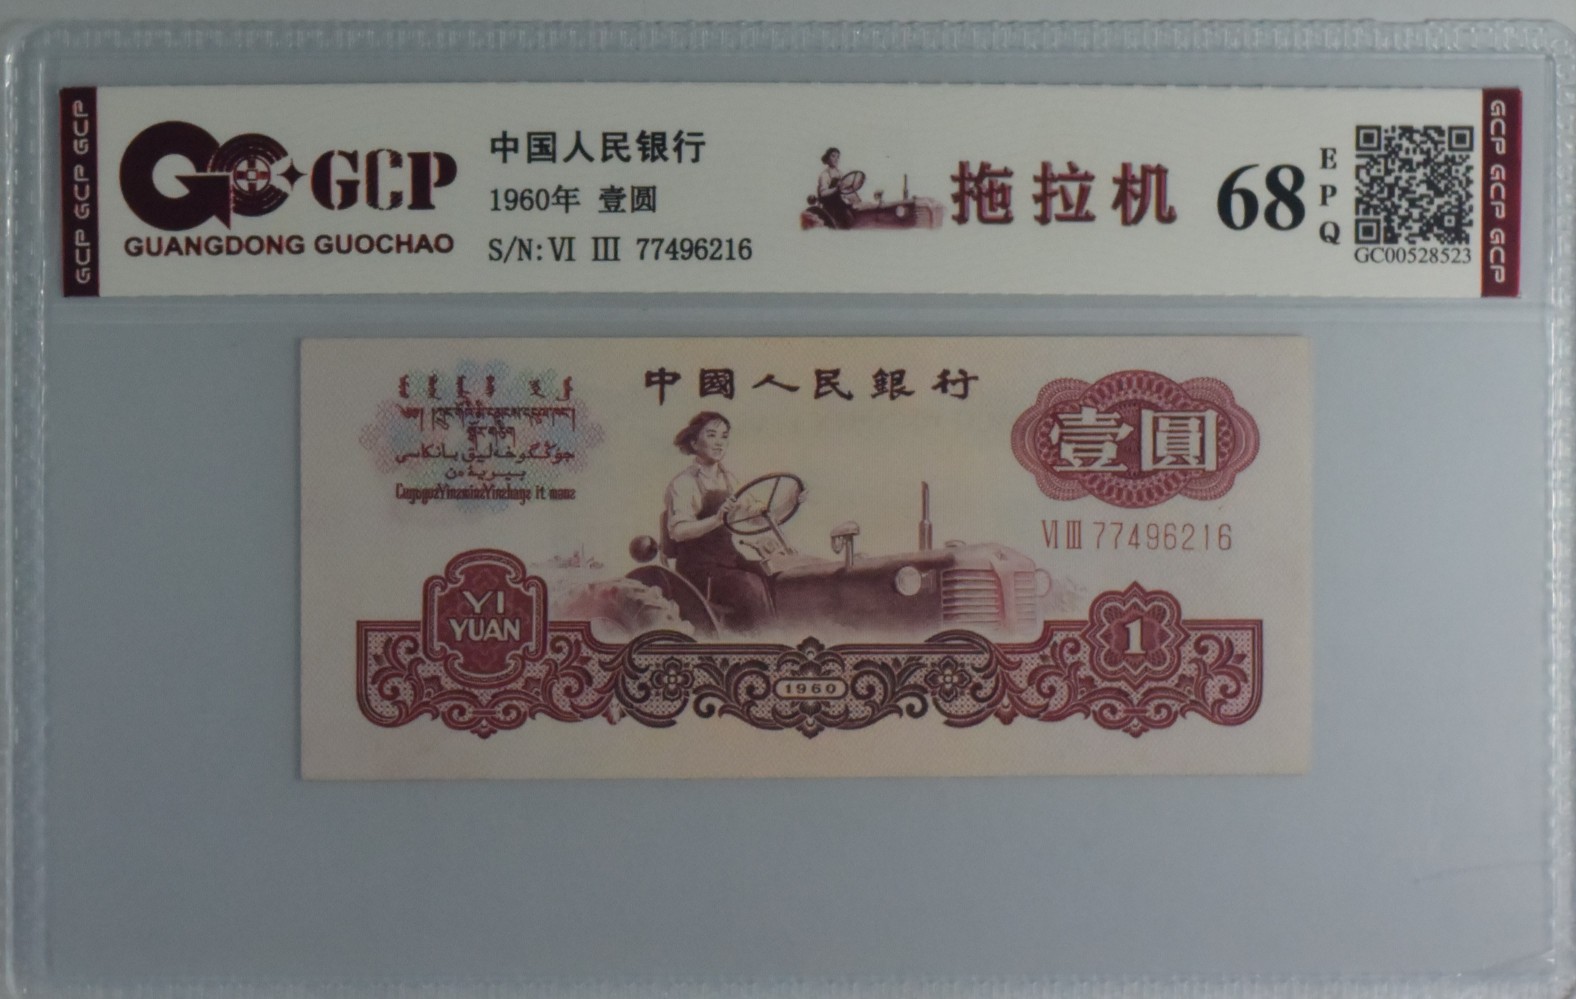 GCP GCP GCP
GCP
GUANGDONG GUOCHAO
中国人民银行
1960年 壹圆
S/N: VI III 77496216
拖拉机
68
EPQ
GC00528523
GCP GCP GCP
中國人民銀行
壹圓
VI III 77496216
YI
YUAN
1960
1